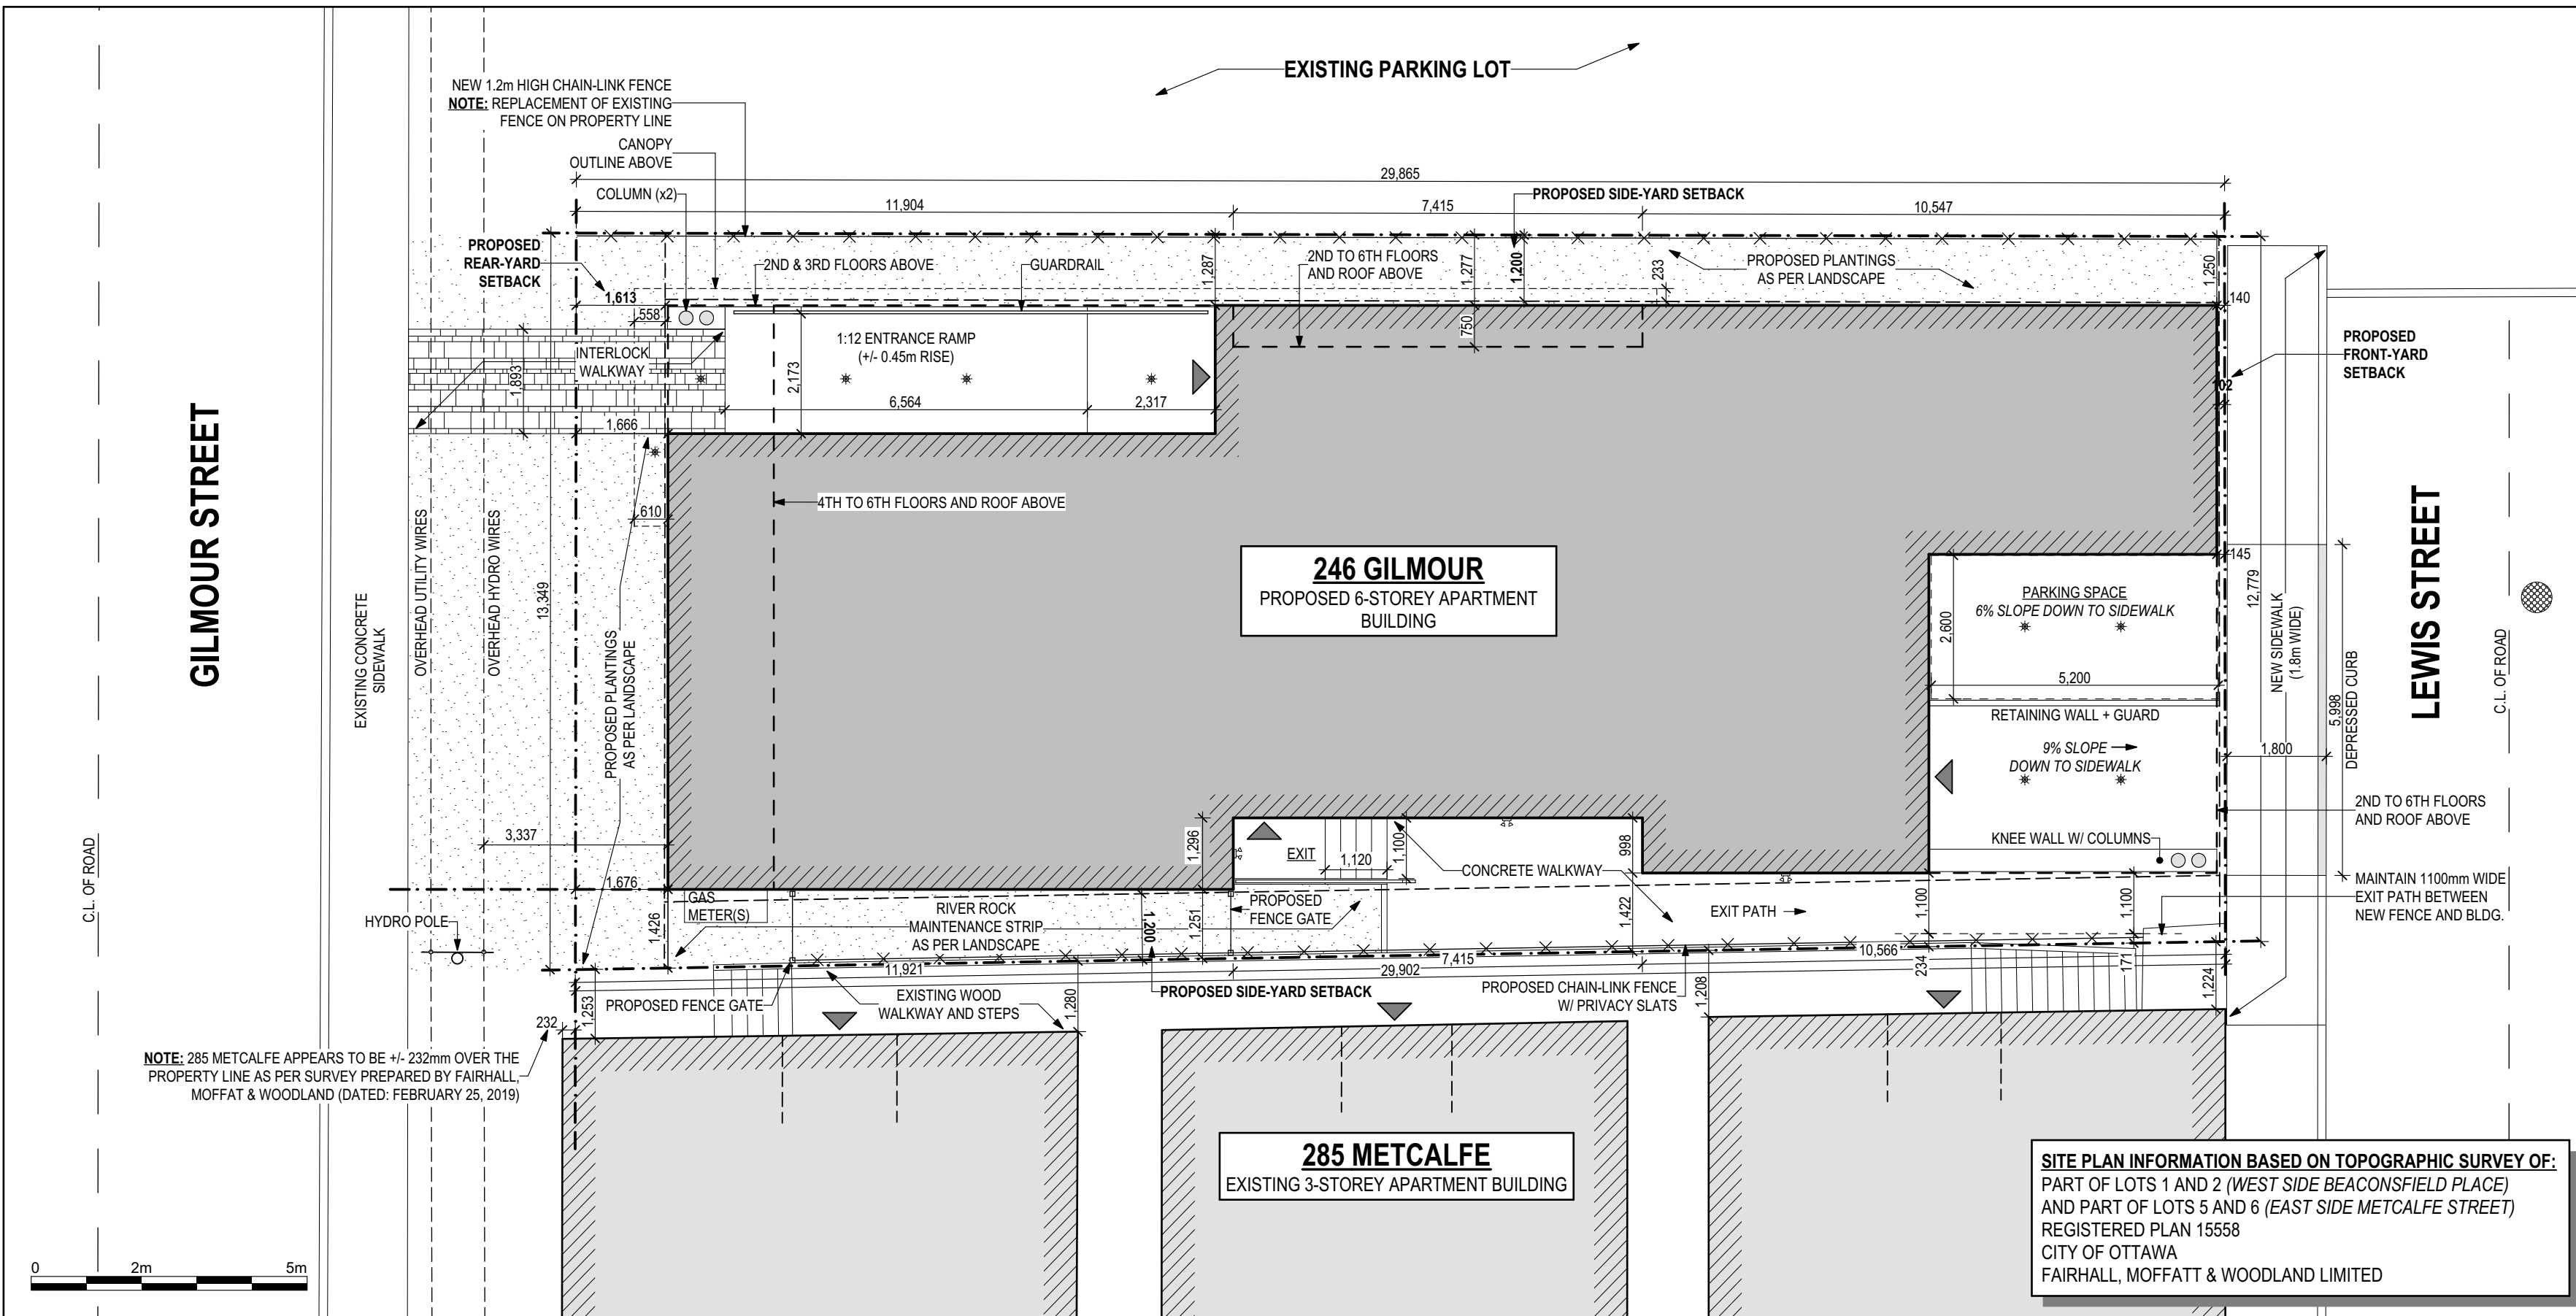 EXISTING PARKING LOT
NEW 1.2m HIGH CHAIN-LINK FENCE
NOTE: REPLACEMENT OF EXISTING
FENCE ON PROPERTY LINE
CANOPY
OUTLINE ABOVE
COLUMN (x2)
29,865
11,904
7,415
10,547
PROPOSED SIDE-YARD SETBACK
PROPOSED
REAR-YARD
SETBACK
1,613
558
2ND & 3RD FLOORS ABOVE
GUARDRAIL
1,287
2ND TO 6TH FLOORS
AND ROOF ABOVE
1,277
1,200
233
750
PROPOSED PLANTINGS
AS PER LANDSCAPE
1,250
140
PROPOSED
FRONT-YARD
SETBACK
102
INTERLOCK
WALKWAY
1,893
1,666
1:12 ENTRANCE RAMP
(+/- 0.45m RISE)
2,173
6,564
2,317
4TH TO 6TH FLOORS AND ROOF ABOVE
610
GILMOUR STREET
C.L. OF ROAD
EXISTING CONCRETE
SIDEWALK
OVERHEAD UTILITY WIRES
OVERHEAD HYDRO WIRES
13,349
PROPOSED PLANTINGS
AS PER LANDSCAPE
246 GILMOUR
PROPOSED 6-STOREY APARTMENT
BUILDING
145
PARKING SPACE
6% SLOPE DOWN TO SIDEWALK
2,600
5,200
RETAINING WALL + GUARD
9% SLOPE
DOWN TO SIDEWALK
KNEE WALL W/ COLUMNS
12,779
NEW SIDEWALK
(1.8m WIDE)
5,998
DEPRESSED CURB
1,800
LEWIS STREET
C.L. OF ROAD
2ND TO 6TH FLOORS
AND ROOF ABOVE
MAINTAIN 1100mm WIDE
EXIT PATH BETWEEN
NEW FENCE AND BLDG.
3,337
1,676
HYDRO POLE
1,426
GAS
METER(S)
RIVER ROCK
MAINTENANCE STRIP
AS PER LANDSCAPE
1,200
1,296
1,251
EXIT
1,120
1,100
CONCRETE WALKWAY
998
1,422
PROPOSED
FENCE GATE
EXIT PATH
1,100
1,100
11,921
7,415
29,902
10,566
234
171
1,224
1,208
1,253
232
PROPOSED FENCE GATE
EXISTING WOOD
WALKWAY AND STEPS
1,280
PROPOSED SIDE-YARD SETBACK
PROPOSED CHAIN-LINK FENCE
W/ PRIVACY SLATS
NOTE: 285 METCALFE APPEARS TO BE +/- 232mm OVER THE
PROPERTY LINE AS PER SURVEY PREPARED BY FAIRHALL,
MOFFAT & WOODLAND (DATED: FEBRUARY 25, 2019)
285 METCALFE
EXISTING 3-STOREY APARTMENT BUILDING
SITE PLAN INFORMATION BASED ON TOPOGRAPHIC SURVEY OF:
PART OF LOTS 1 AND 2 (WEST SIDE BEACONSFIELD PLACE)
AND PART OF LOTS 5 AND 6 (EAST SIDE METCALFE STREET)
REGISTERED PLAN 15558
CITY OF OTTAWA
FAIRHALL, MOFFATT & WOODLAND LIMITED
0 2m 5m